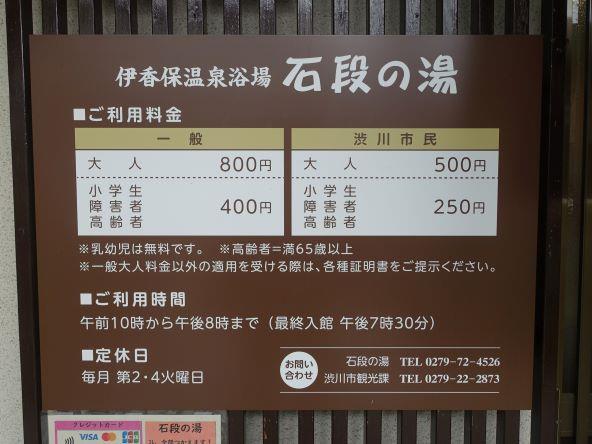 伊香保温泉浴場 石段の湯
■ご利用料金
一般
大人 800円
小学生
障害者 400円
高齢者
渋川市民
大人 500円
小学生
障害者 250円
高齢者
※乳幼児は無料です。 ※高齢者=満65歳以上
※一般大人料金以外の適用を受ける際は、各種証明書をご提示ください。
■ご利用時間
午前10時から午後8時まで(最終入館 午後7時30分)
■定休日
毎月 第2・4火曜日
お問い合わせ
石段の湯 TEL 0279-72-4526
渋川市観光課 TEL 0279-22-2873
クレジットカード
VISA JCB
石段の湯